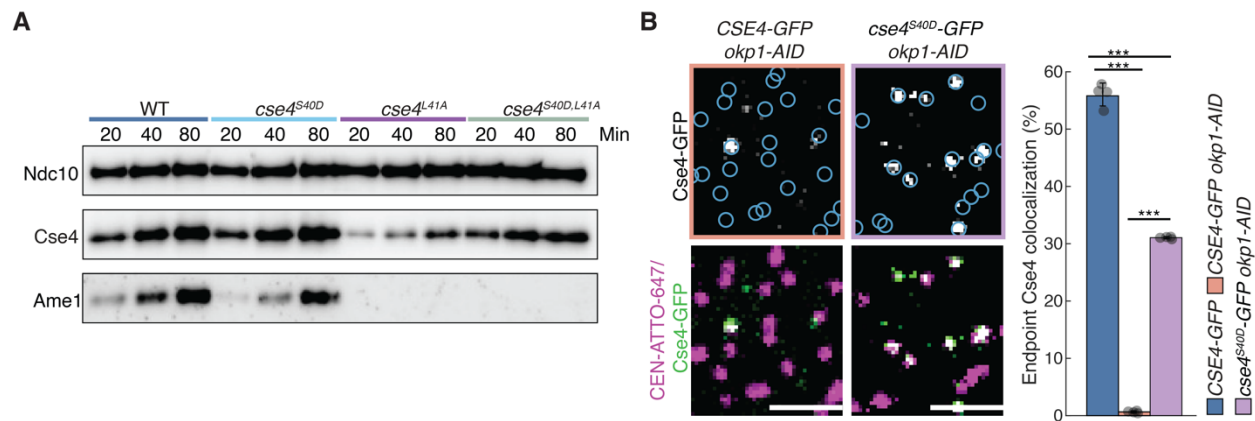 A
WT cse4S40D cse4L41A cse4S40D,L41A
20 40 80 20 40 80 20 40 80 20 40 80 Min
Ndc10
Cse4
Ame1
B
CSE4-GFP
okp1-AID
cse4S40D-GFP
okp1-AID
Cse4-GFP
CEN-ATTO-647/
Cse4-GFP
***
***
***
Endpoint Cse4 colocalization (%)
60
50
40
30
20
10
0
CSE4-GFP
CSE4-GFP okp1-AID
cse4S40D-GFP okp1-AID